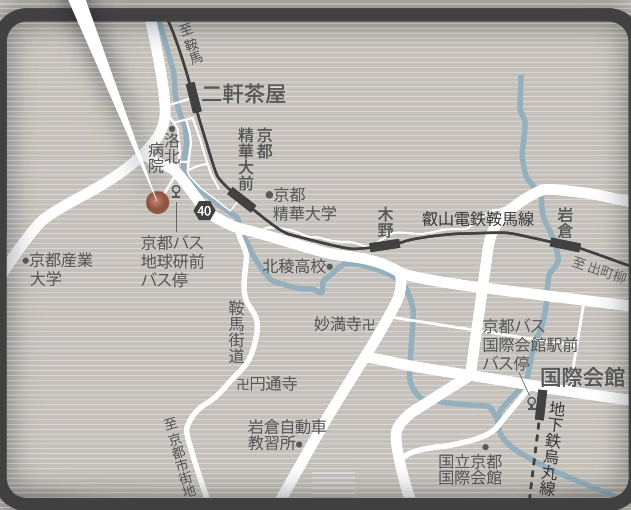 至 鞍馬
二軒茶屋
洛北
病院
京都
精華大前
京都
精華大学
40
木野
叡山電鉄鞍馬線
岩倉
至 出町柳
京都産業
大学
京都バス
地球研前
バス停
北稜高校
鞍馬街道
妙満寺卍
京都バス
国際会館駅前
バス停
国際会館
卍円通寺
岩倉自動車
教習所
地下鉄烏丸線
至 京都市街地
国立京都
国際会館